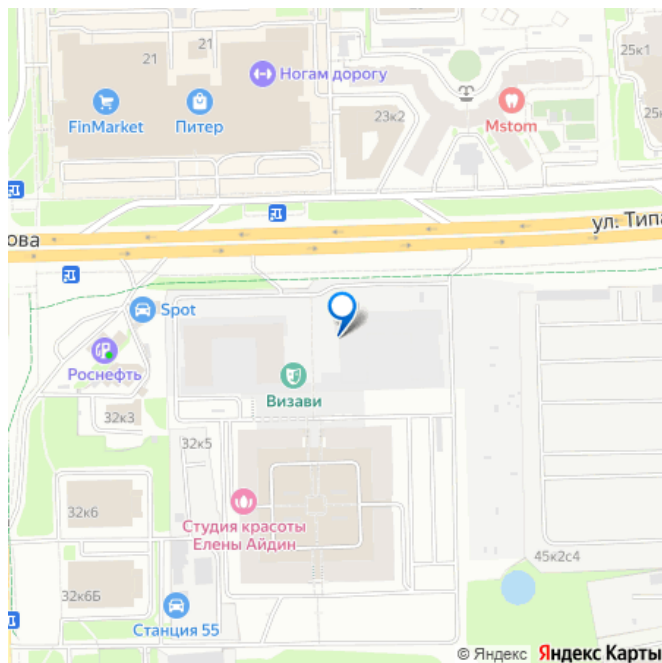 25к1
21
21
Ногам дорогу
FinMarket
Питер
23к2
Mstom
25к
ул. Типа
ова
Spot
Роснефть
Визави
32к3
32к5
32к6
Студия красоты
Елены Айдин
45к2с4
32к6Б
Станция 55
© Яндекс Яндекс Карты